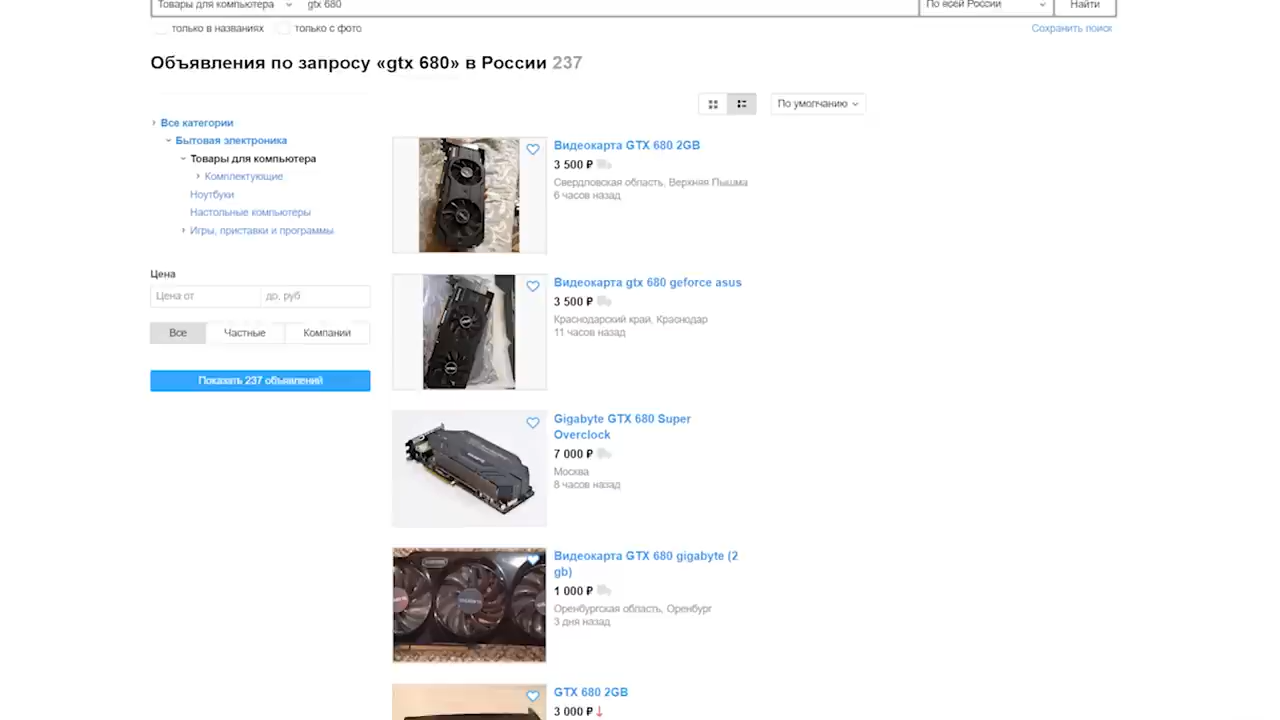 Товары для компьютера
gtx 680
По всей России
Найти
только в названиях
только с фото
Сохранить поиск
Объявления по запросу «gtx 680» в России 237
По умолчанию
Все категории
Бытовая электроника
Товары для компьютера
Комплектующие
Ноутбуки
Настольные компьютеры
Игры, приставки и программы
Цена
Цена от
до, руб
Все
Частные
Компании
Показать 237 объявлений
Видеокарта GTX 680 2GB
3 500 ₽
Свердловская область, Верхняя Пышма
6 часов назад
Видеокарта gtx 680 geforce asus
3 500 ₽
Краснодарский край, Краснодар
11 часов назад
Gigabyte GTX 680 Super
Overclock
7 000 ₽
Москва
8 часов назад
Видеокарта GTX 680 gigabyte (2
gb)
1 000 ₽
Оренбургская область, Оренбург
3 дня назад
GTX 680 2GB
3 000 ₽